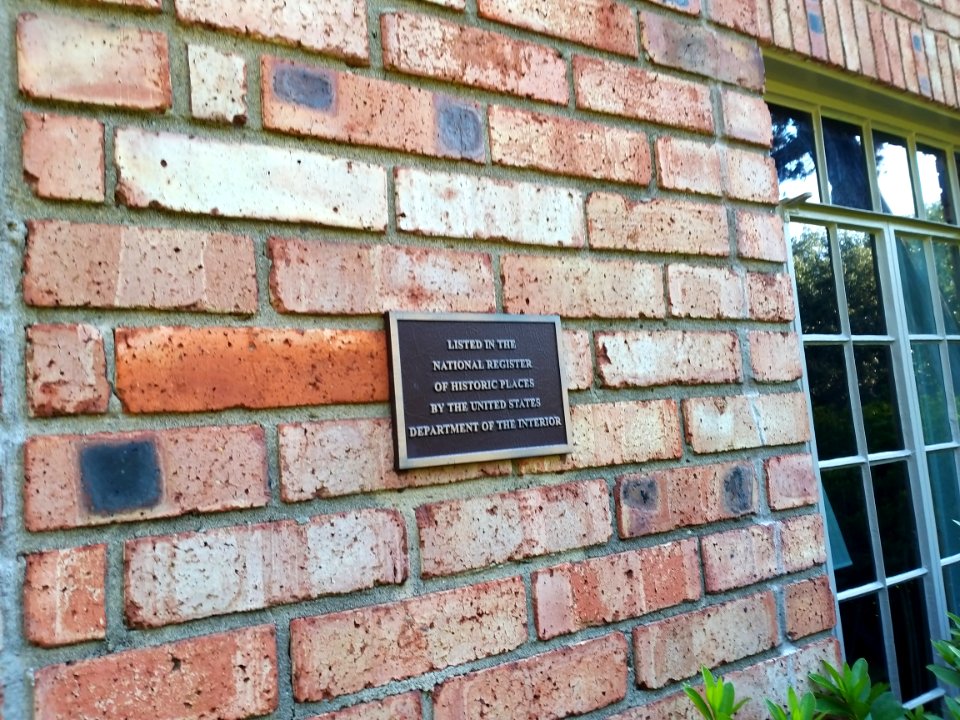 LISTED IN THE
NATIONAL REGISTER
OF HISTORIC PLACES
BY THE UNITED STATES
DEPARTMENT OF THE INTERIOR